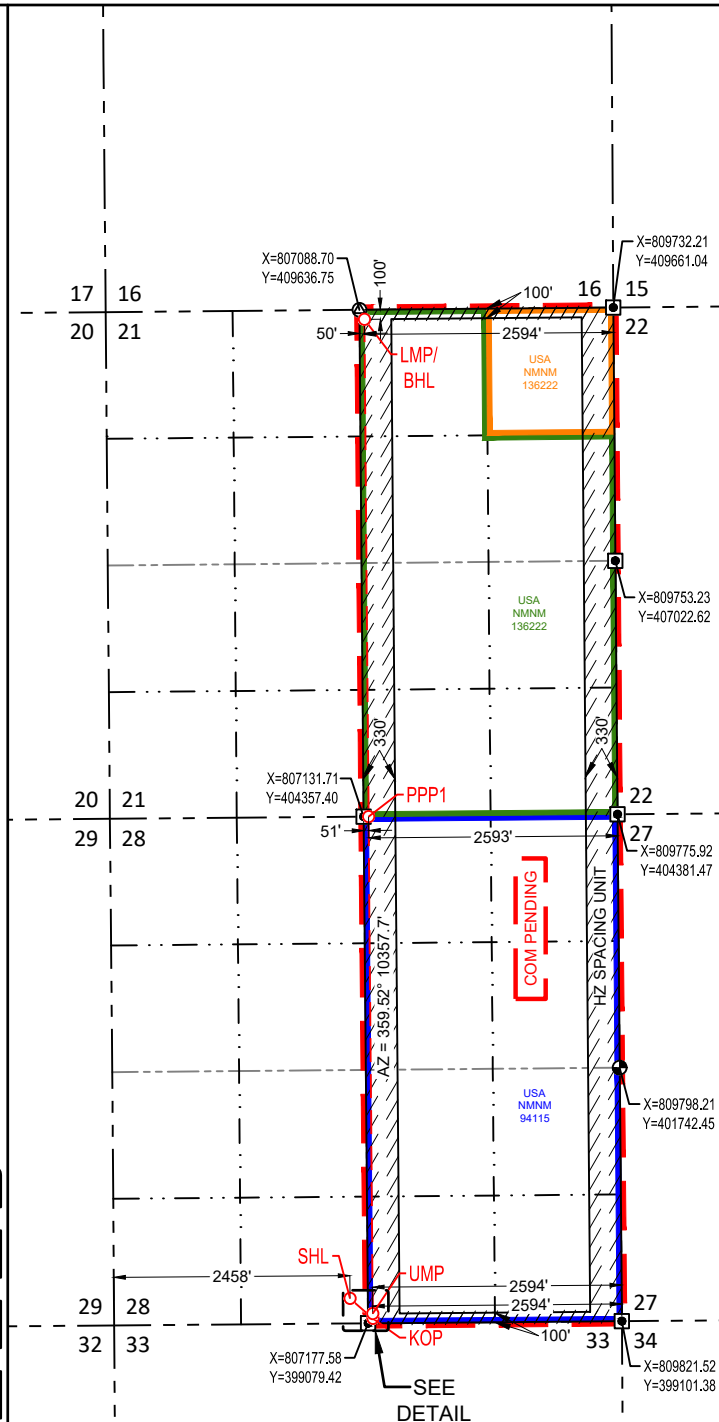 X=809732.21
Y=409661.04
X=807088.70
Y=409636.75
100'
17 16
16 15
100'
20 21
22
50'
2594'
LMP/
BHL
USA
NMNM
136222
X=809753.23
Y=407022.62
USA
NMNM
136222
330'
330'
X=807131.71
Y=404357.40
PPP1
20 21
22
29 28
27
51'
2593'
X=809775.92
Y=404381.47
COM PENDING
HZ SPACING UNIT
AZ = 359.52° 10357.7'
X=809798.21
Y=401742.45
USA
NMNM
94115
SHL
UMP
2458'
2594'
2594'
29 28
27
KOP
32 33
33 34
100'
X=807177.58
Y=399079.42
X=809821.52
Y=399101.38
SEE
DETAIL